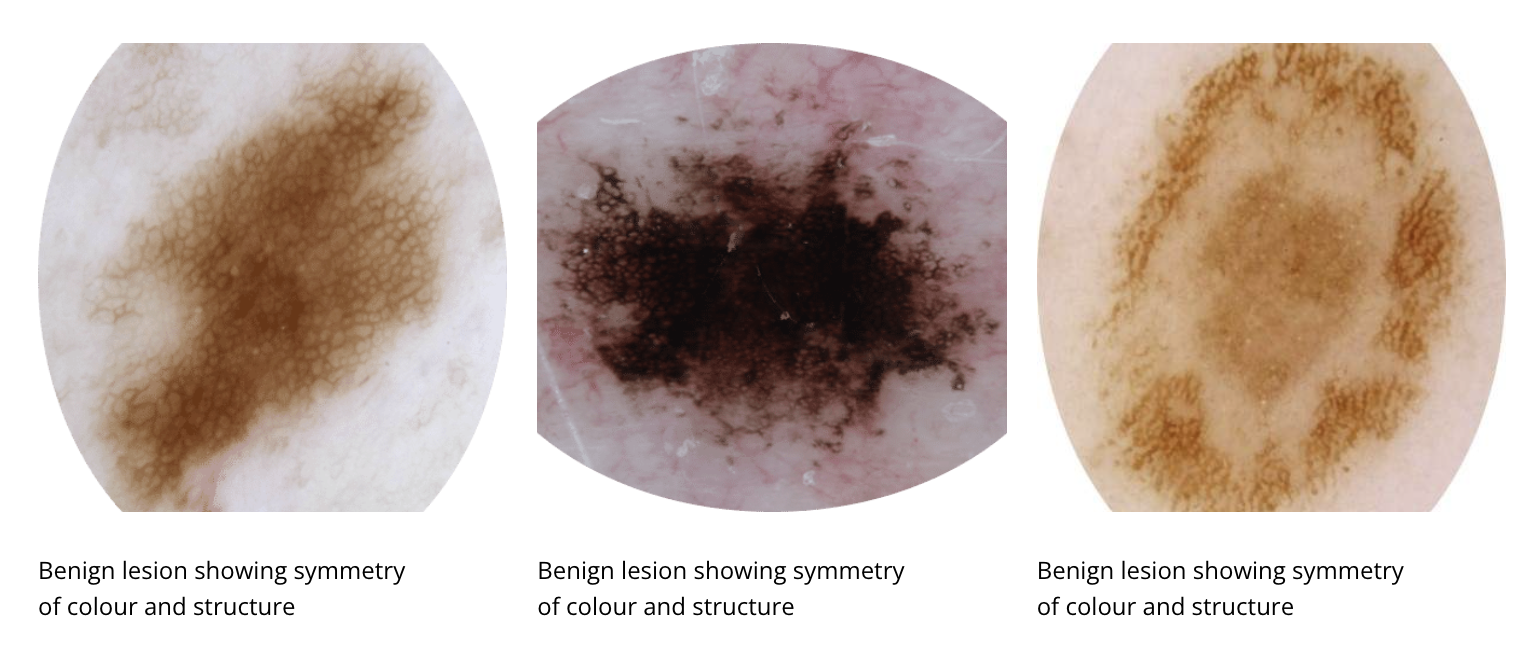 Benign lesion showing symmetry
of colour and structure
Benign lesion showing symmetry
of colour and structure
Benign lesion showing symmetry
of colour and structure